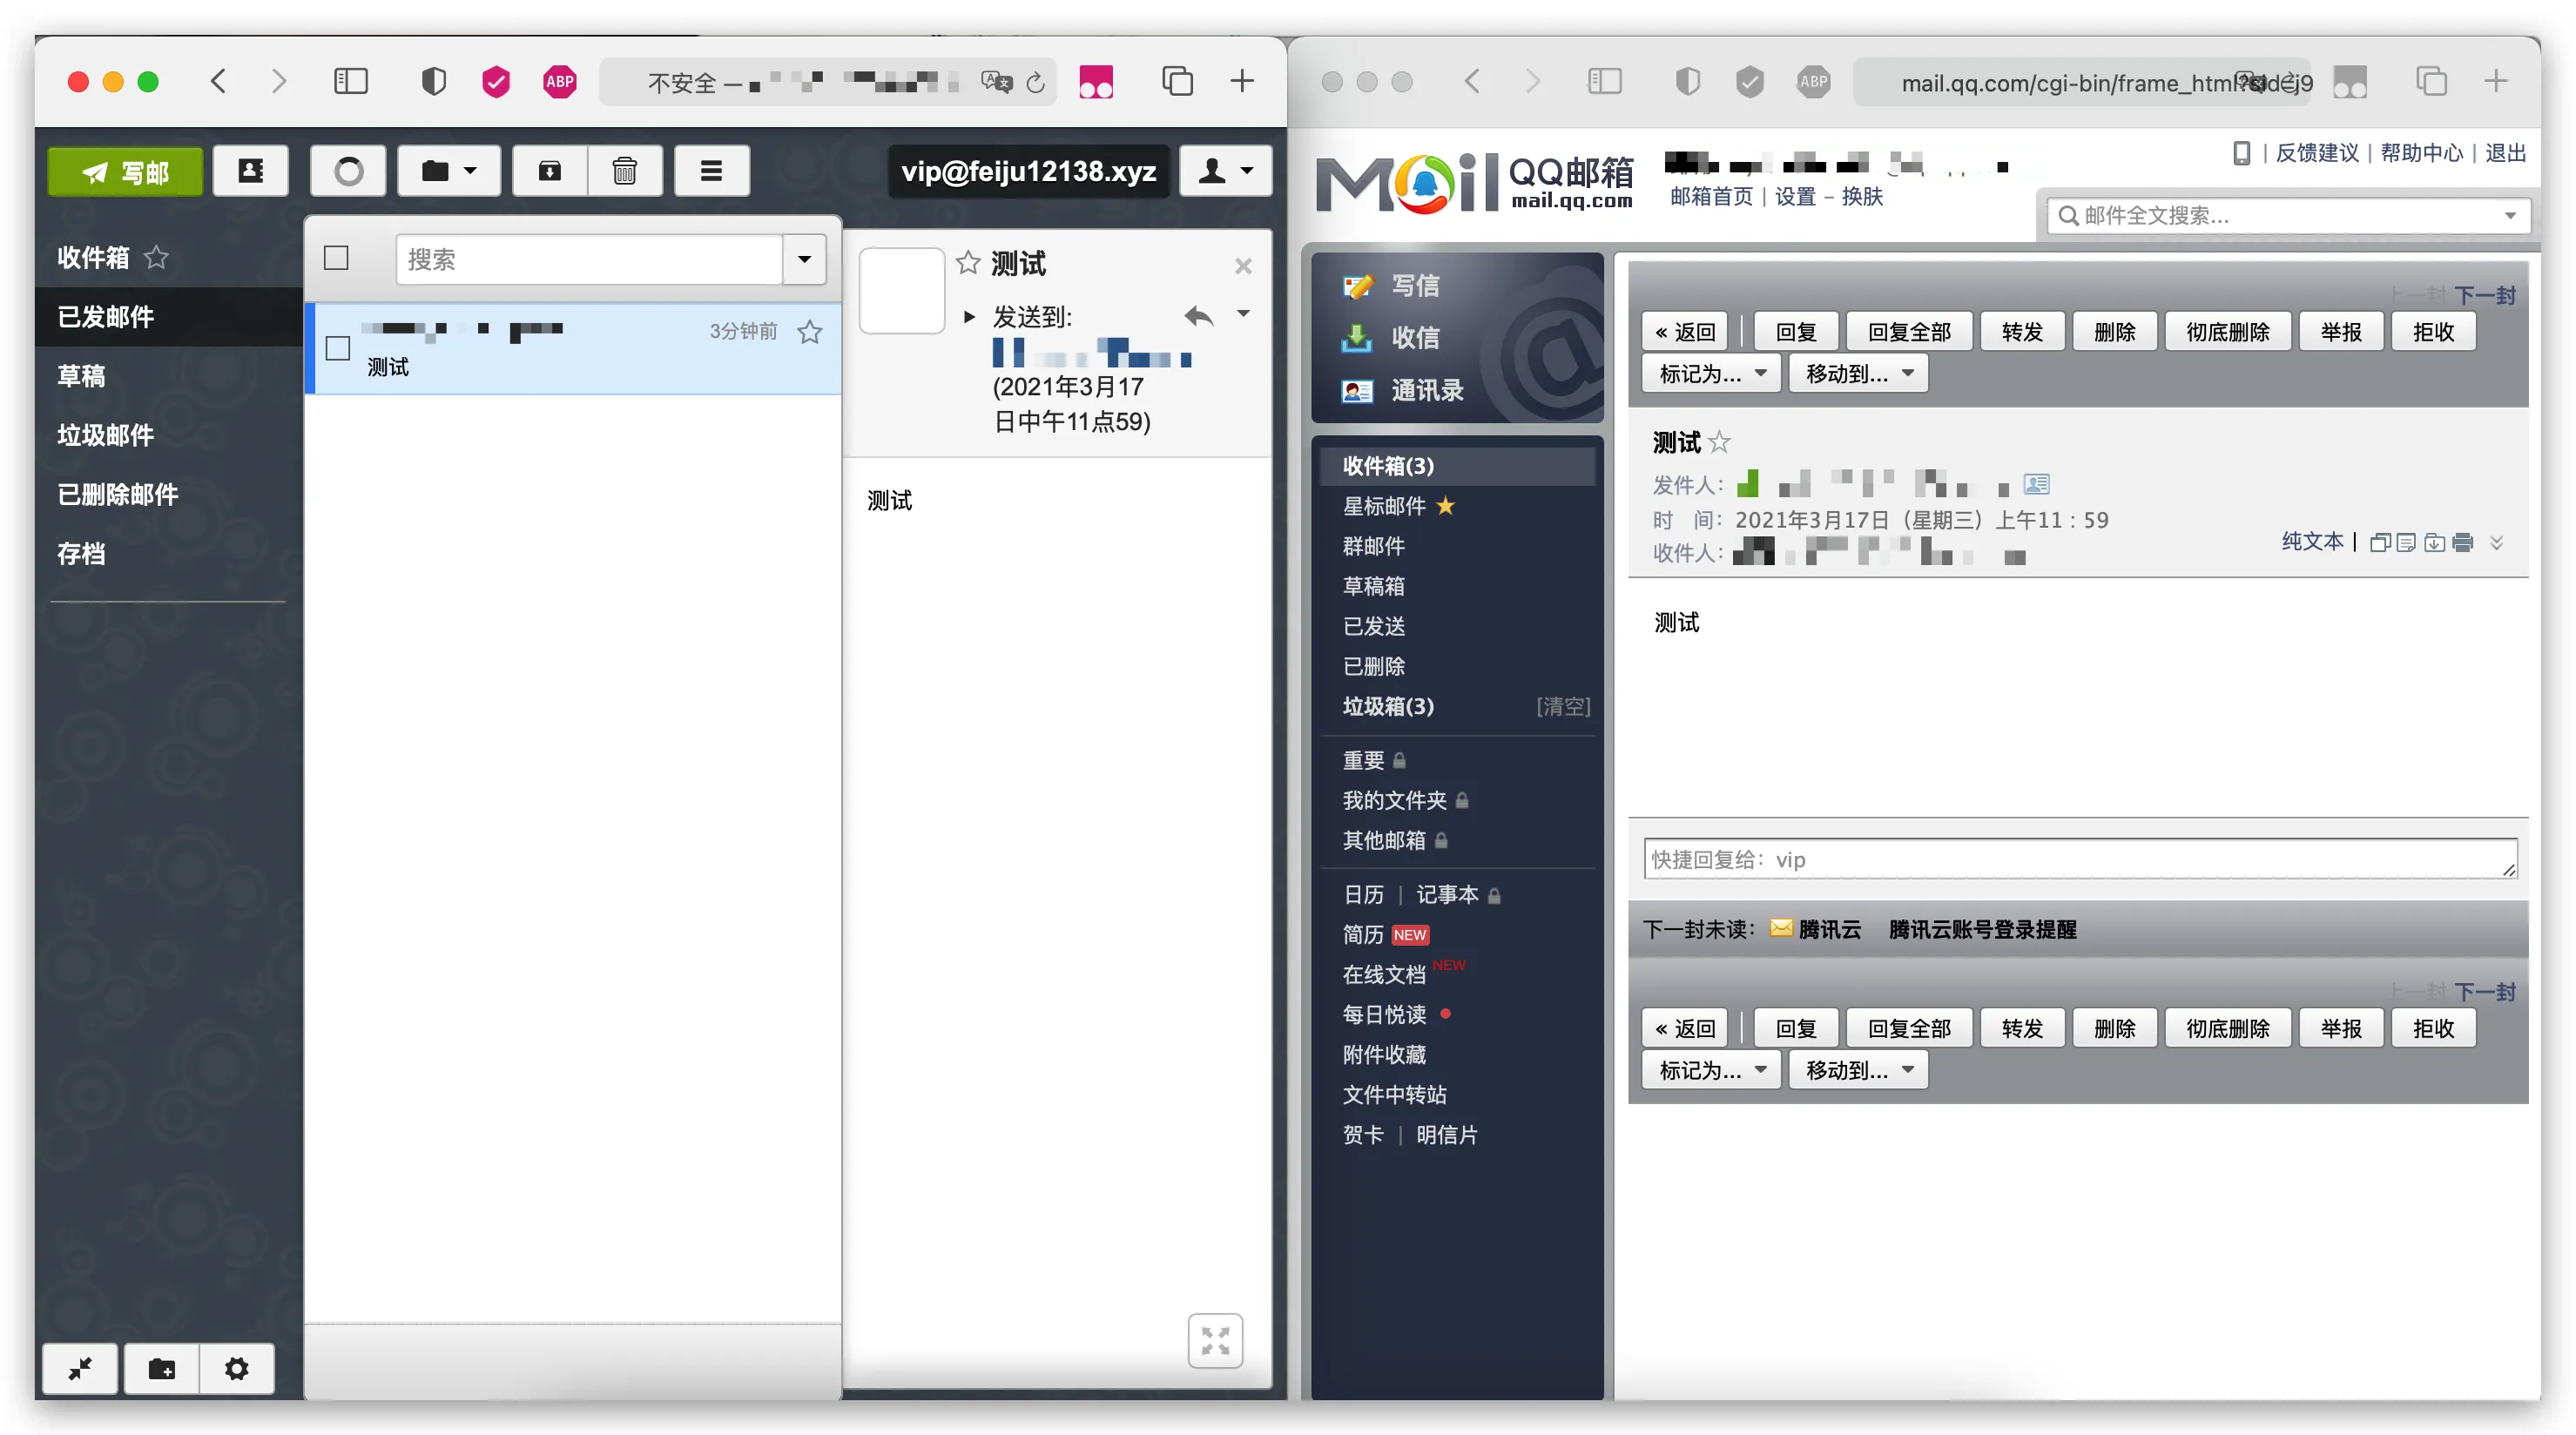 ABP
不安全 —
写邮
vip@feiju12138.xyz
收件箱
已发邮件
草稿
垃圾邮件
已删除邮件
存档
搜索
3分钟前
测试
测试
发送到:
(2021年3月17
日中午11点59)
测试
ABP
mail.qq.com/cgi-bin/frame_html?sid=j9
Mail QQ邮箱
mail.qq.com
邮箱首页 | 设置 - 换肤
| 反馈建议 | 帮助中心 | 退出
邮件全文搜索...
写信
收信
通讯录
收件箱(3)
星标邮件
群邮件
草稿箱
已发送
已删除
垃圾箱(3) [清空]
重要
我的文件夹
其他邮箱
日历 | 记事本
简历 NEW
在线文档 NEW
每日悦读
附件收藏
文件中转站
贺卡 | 明信片
上一封 下一封
« 返回 回复 回复全部 转发 删除 彻底删除 举报 拒收
标记为... 移动到...
测试
发件人：
时 间： 2021年3月17日（星期三）上午11：59
收件人：
纯文本 |
测试
快捷回复给：vip
下一封未读： 腾讯云 腾讯云账号登录提醒
上一封 下一封
« 返回 回复 回复全部 转发 删除 彻底删除 举报 拒收
标记为... 移动到...